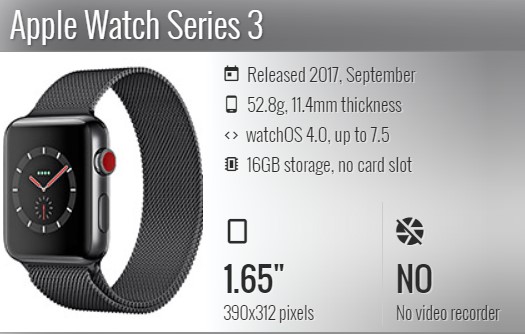 Apple Watch Series 3
Released 2017, September
52.8g, 11.4mm thickness
watchOS 4.0, up to 7.5
16GB storage, no card slot
1.65" NO
390x312 pixels No video recorder